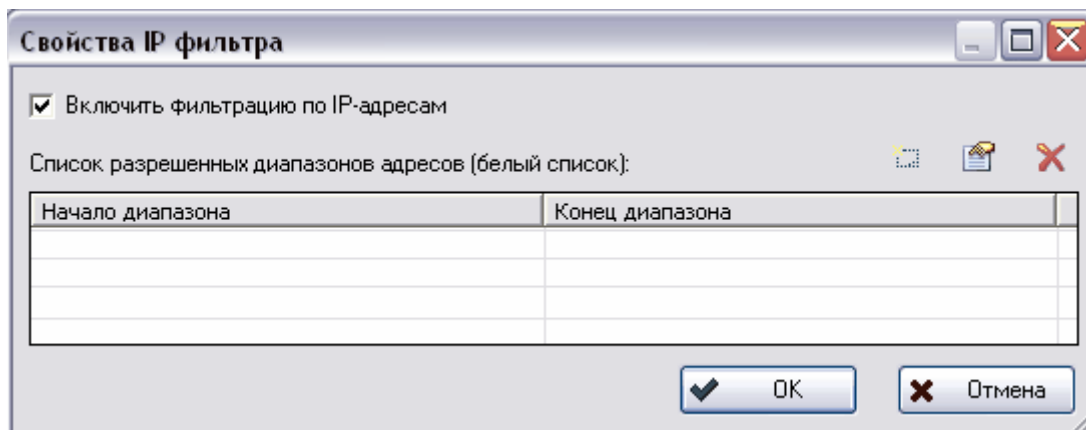 Свойства IP фильтра
Включить фильтрацию по IP-адресам
Список разрешенных диапазонов адресов (белый список):
Начало диапазона Конец диапазона
OK Отмена